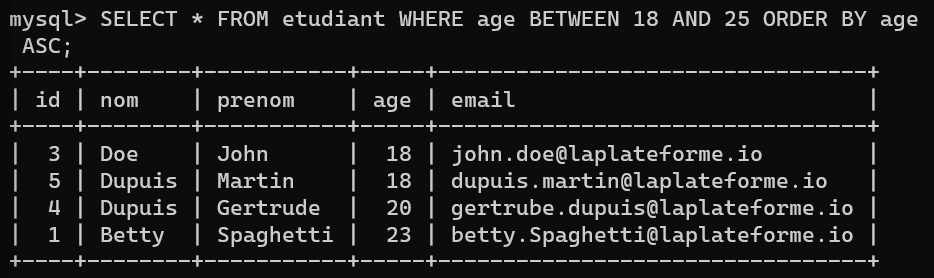 mysql> SELECT * FROM etudiant WHERE age BETWEEN 18 AND 25 ORDER BY age
 ASC;
+----+--------+-----------+-----+--------------------------------+
| id | nom    | prenom    | age | email                          |
+----+--------+-----------+-----+--------------------------------+
|  3 | Doe    | John      |  18 | john.doe@laplateforme.io       |
|  5 | Dupuis | Martin    |  18 | dupuis.martin@laplateforme.io  |
|  4 | Dupuis | Gertrude  |  20 | gertrube.dupuis@laplateforme.io |
|  1 | Betty  | Spaghetti |  23 | betty.Spaghetti@laplateforme.io |
+----+--------+-----------+-----+--------------------------------+